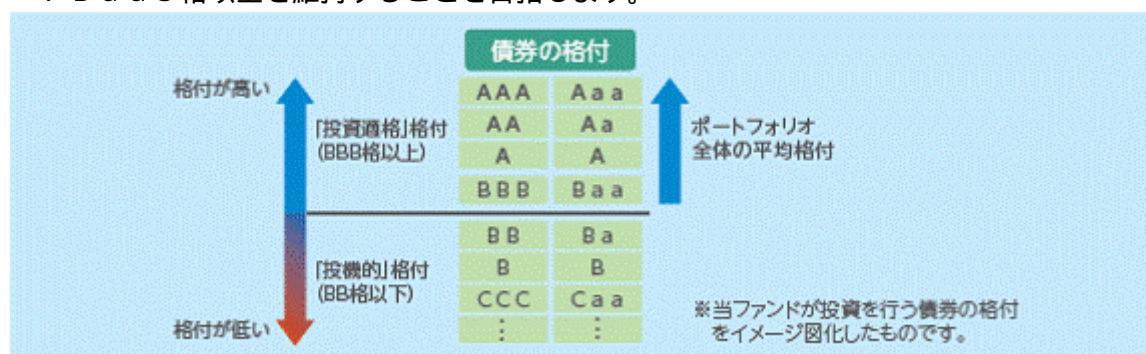 債券の格付
格付が高い
「投資適格」格付
(BBB格以上)
AAA Aaa
AA Aa
A A
BBB Baa
ポートフォリオ
全体の平均格付
「投機的」格付
(BB格以下)
BB Ba
B B
CCC Caa
⋮ ⋮
格付が低い
※当ファンドが投資を行う債券の格付
をイメージ図化したものです。